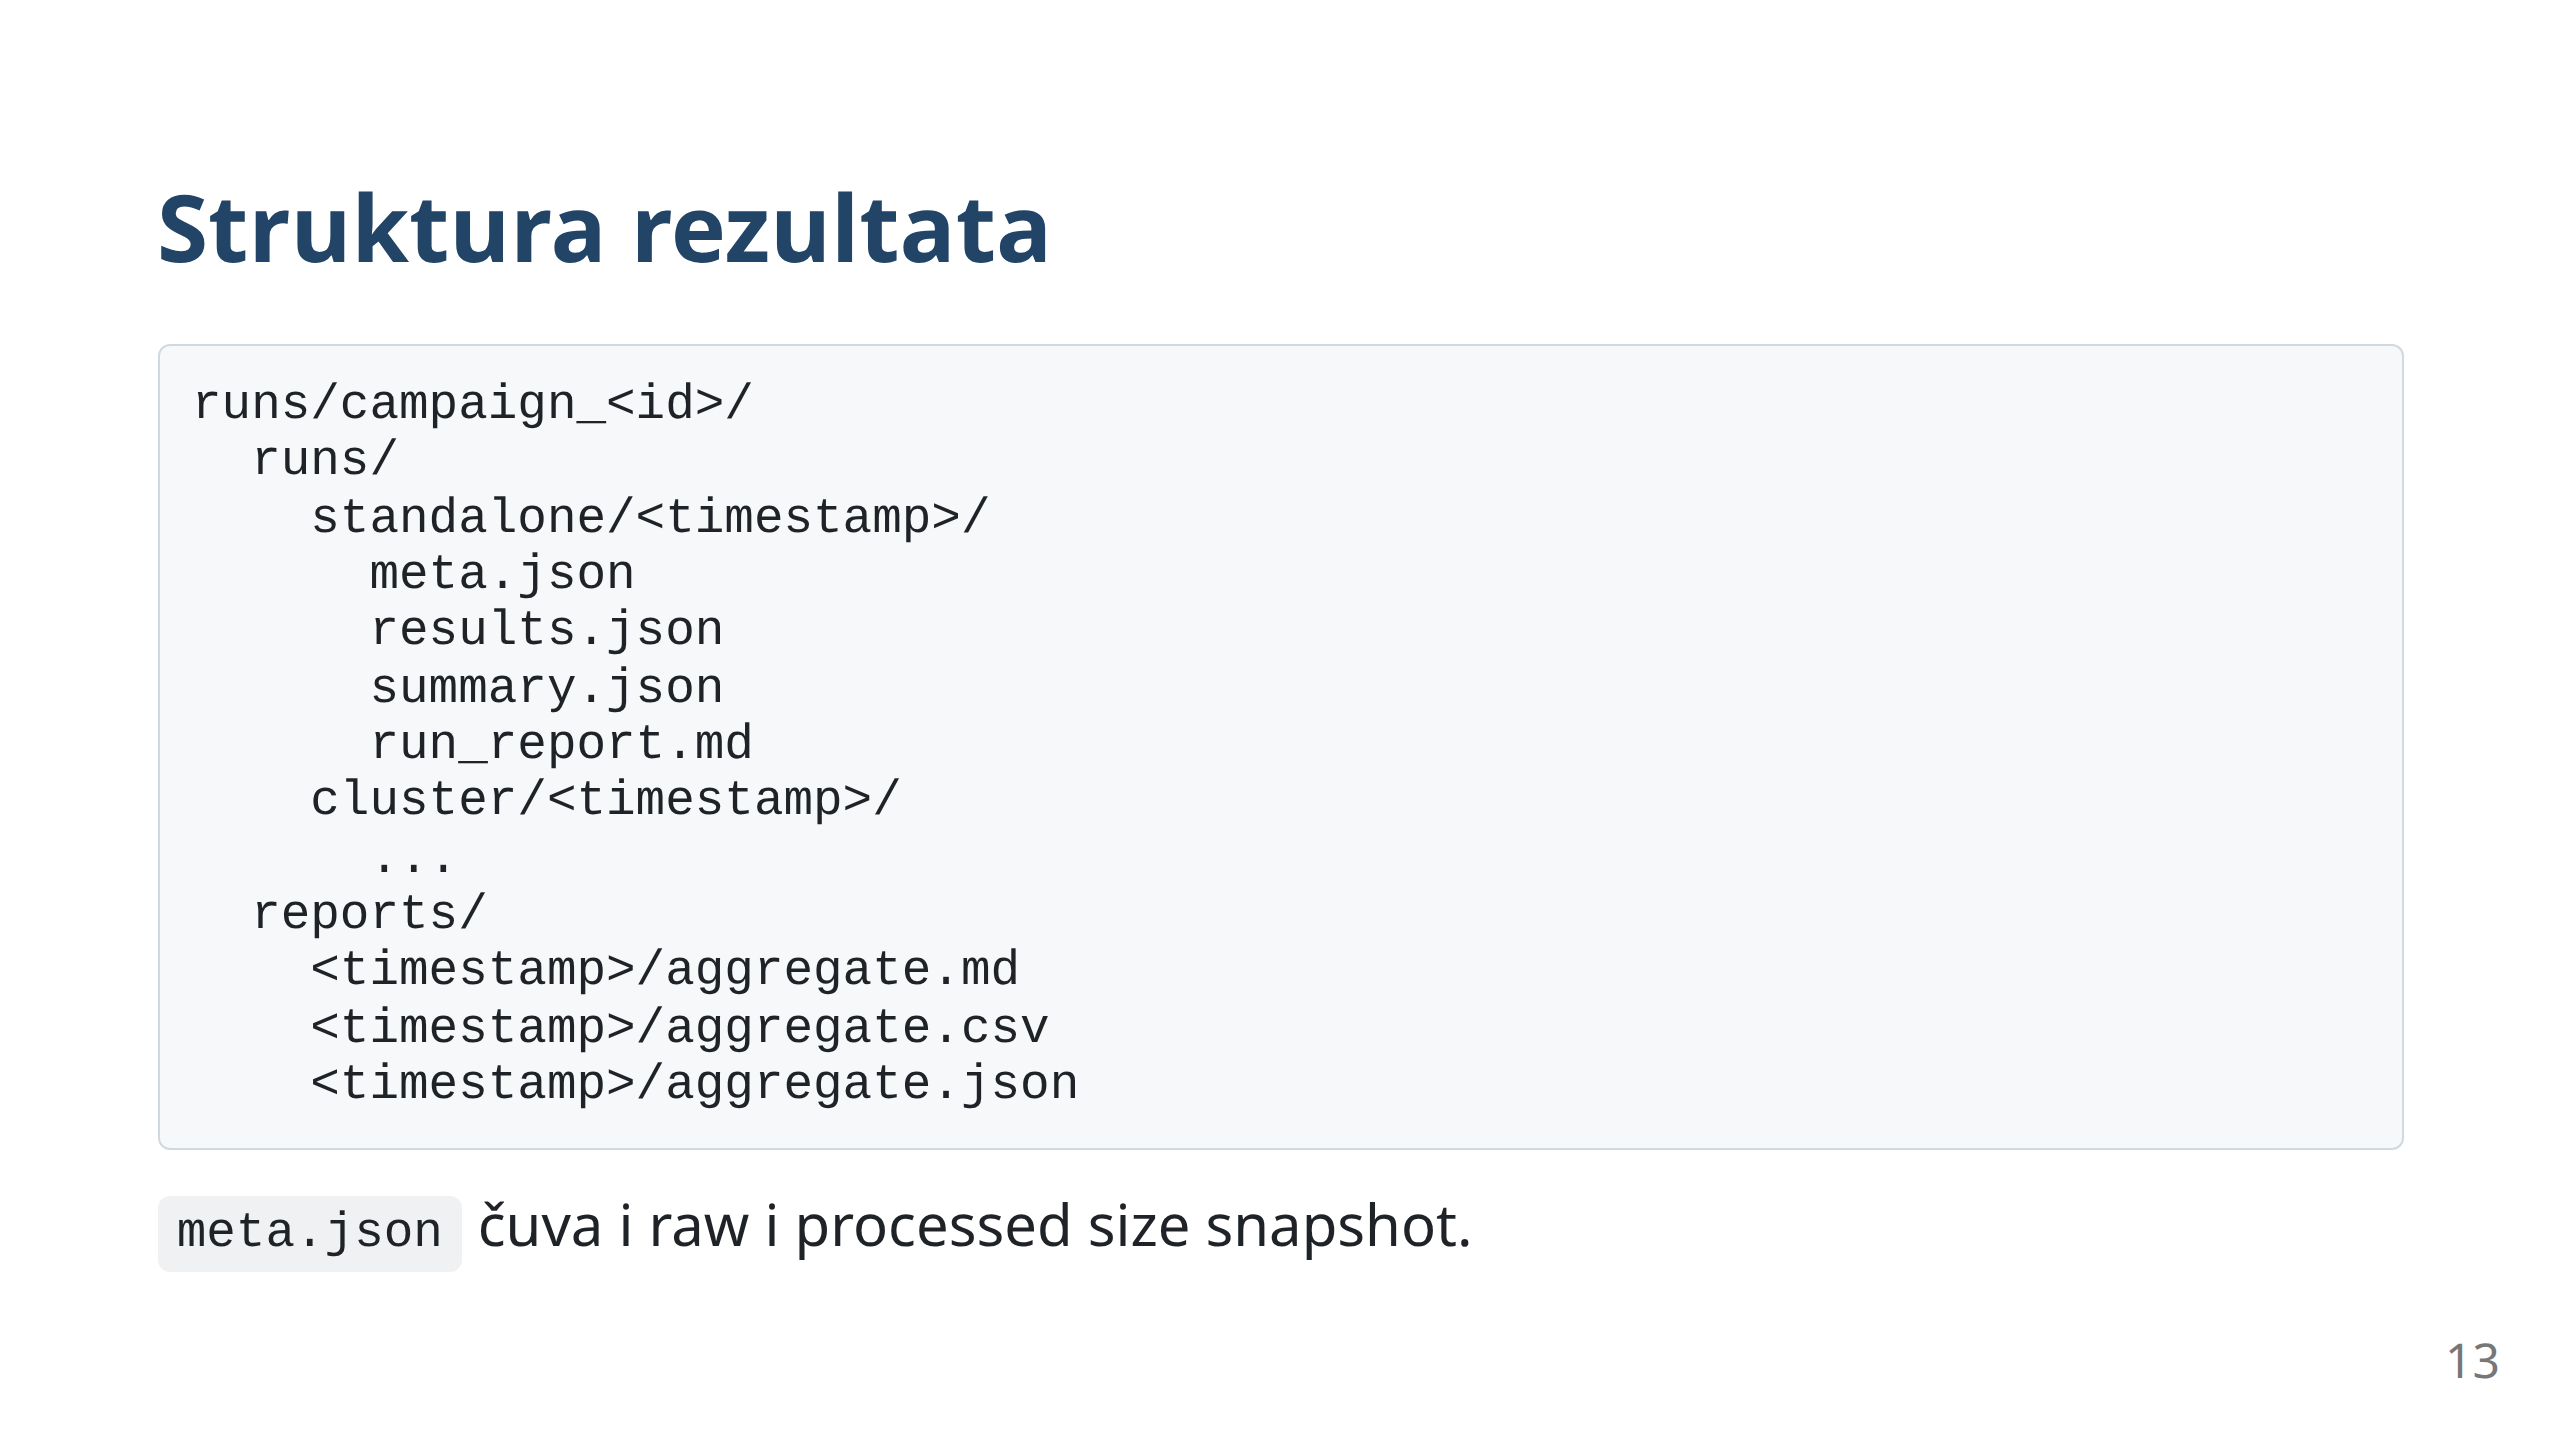 Struktura rezultata
runs/campaign_<id>/
  runs/
    standalone/<timestamp>/
      meta.json
      results.json
      summary.json
      run_report.md
    cluster/<timestamp>/
      ...
  reports/
    <timestamp>/aggregate.md
    <timestamp>/aggregate.csv
    <timestamp>/aggregate.json
meta.json čuva i raw i processed size snapshot.
13